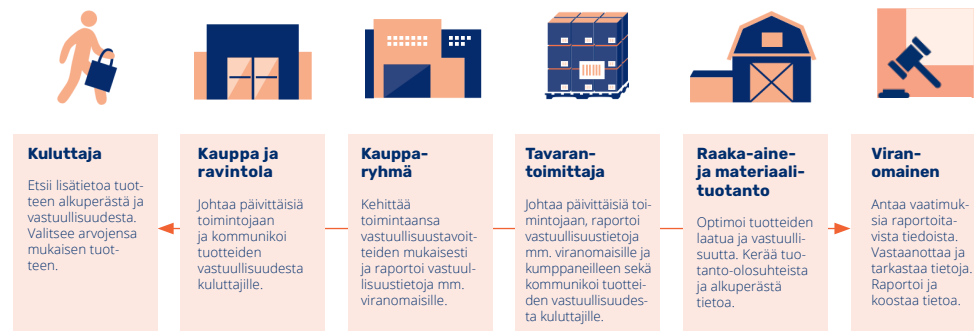 Kuluttaja
Etsii lisätietoa tuot-
teen alkuperästä ja
vastuullisuudesta.
Valitsee arvojensa
mukaisen tuot-
teen.
Kauppa ja
ravintola
Johtaa päivittäisiä
toimintojaan
ja kommunikoi
tuotteiden
vastuullisuudesta
kuluttajille.
Kauppa-
ryhmä
Kehittää
toimintaansa
vastuullisuustavoit-
teiden mukaisesti
ja raportoi vastuul-
lisuustietoja mm.
viranomaisille.
Tavaran-
toimittaja
Johtaa päivittäisiä toi-
mintojaan, raportoi
vastuullisuustietoja
mm. viranomaisille ja
kumppaneilleen sekä
kommunikoi tuottei-
den vastuullisuudes-
ta kuluttajille.
Raaka-aine-
ja materiaali-
tuotanto
Optimoi tuotteiden
laatua ja vastuulli-
suutta. Kerää tuo-
tanto-olosuhteista
ja alkuperästä
tietoa.
Viran-
omainen
Antaa vaatimuk-
sia raportoita-
vista tiedoista.
Vastaanottaa ja
tarkastaa tietoja.
Raportoi ja
koostaa tietoa.